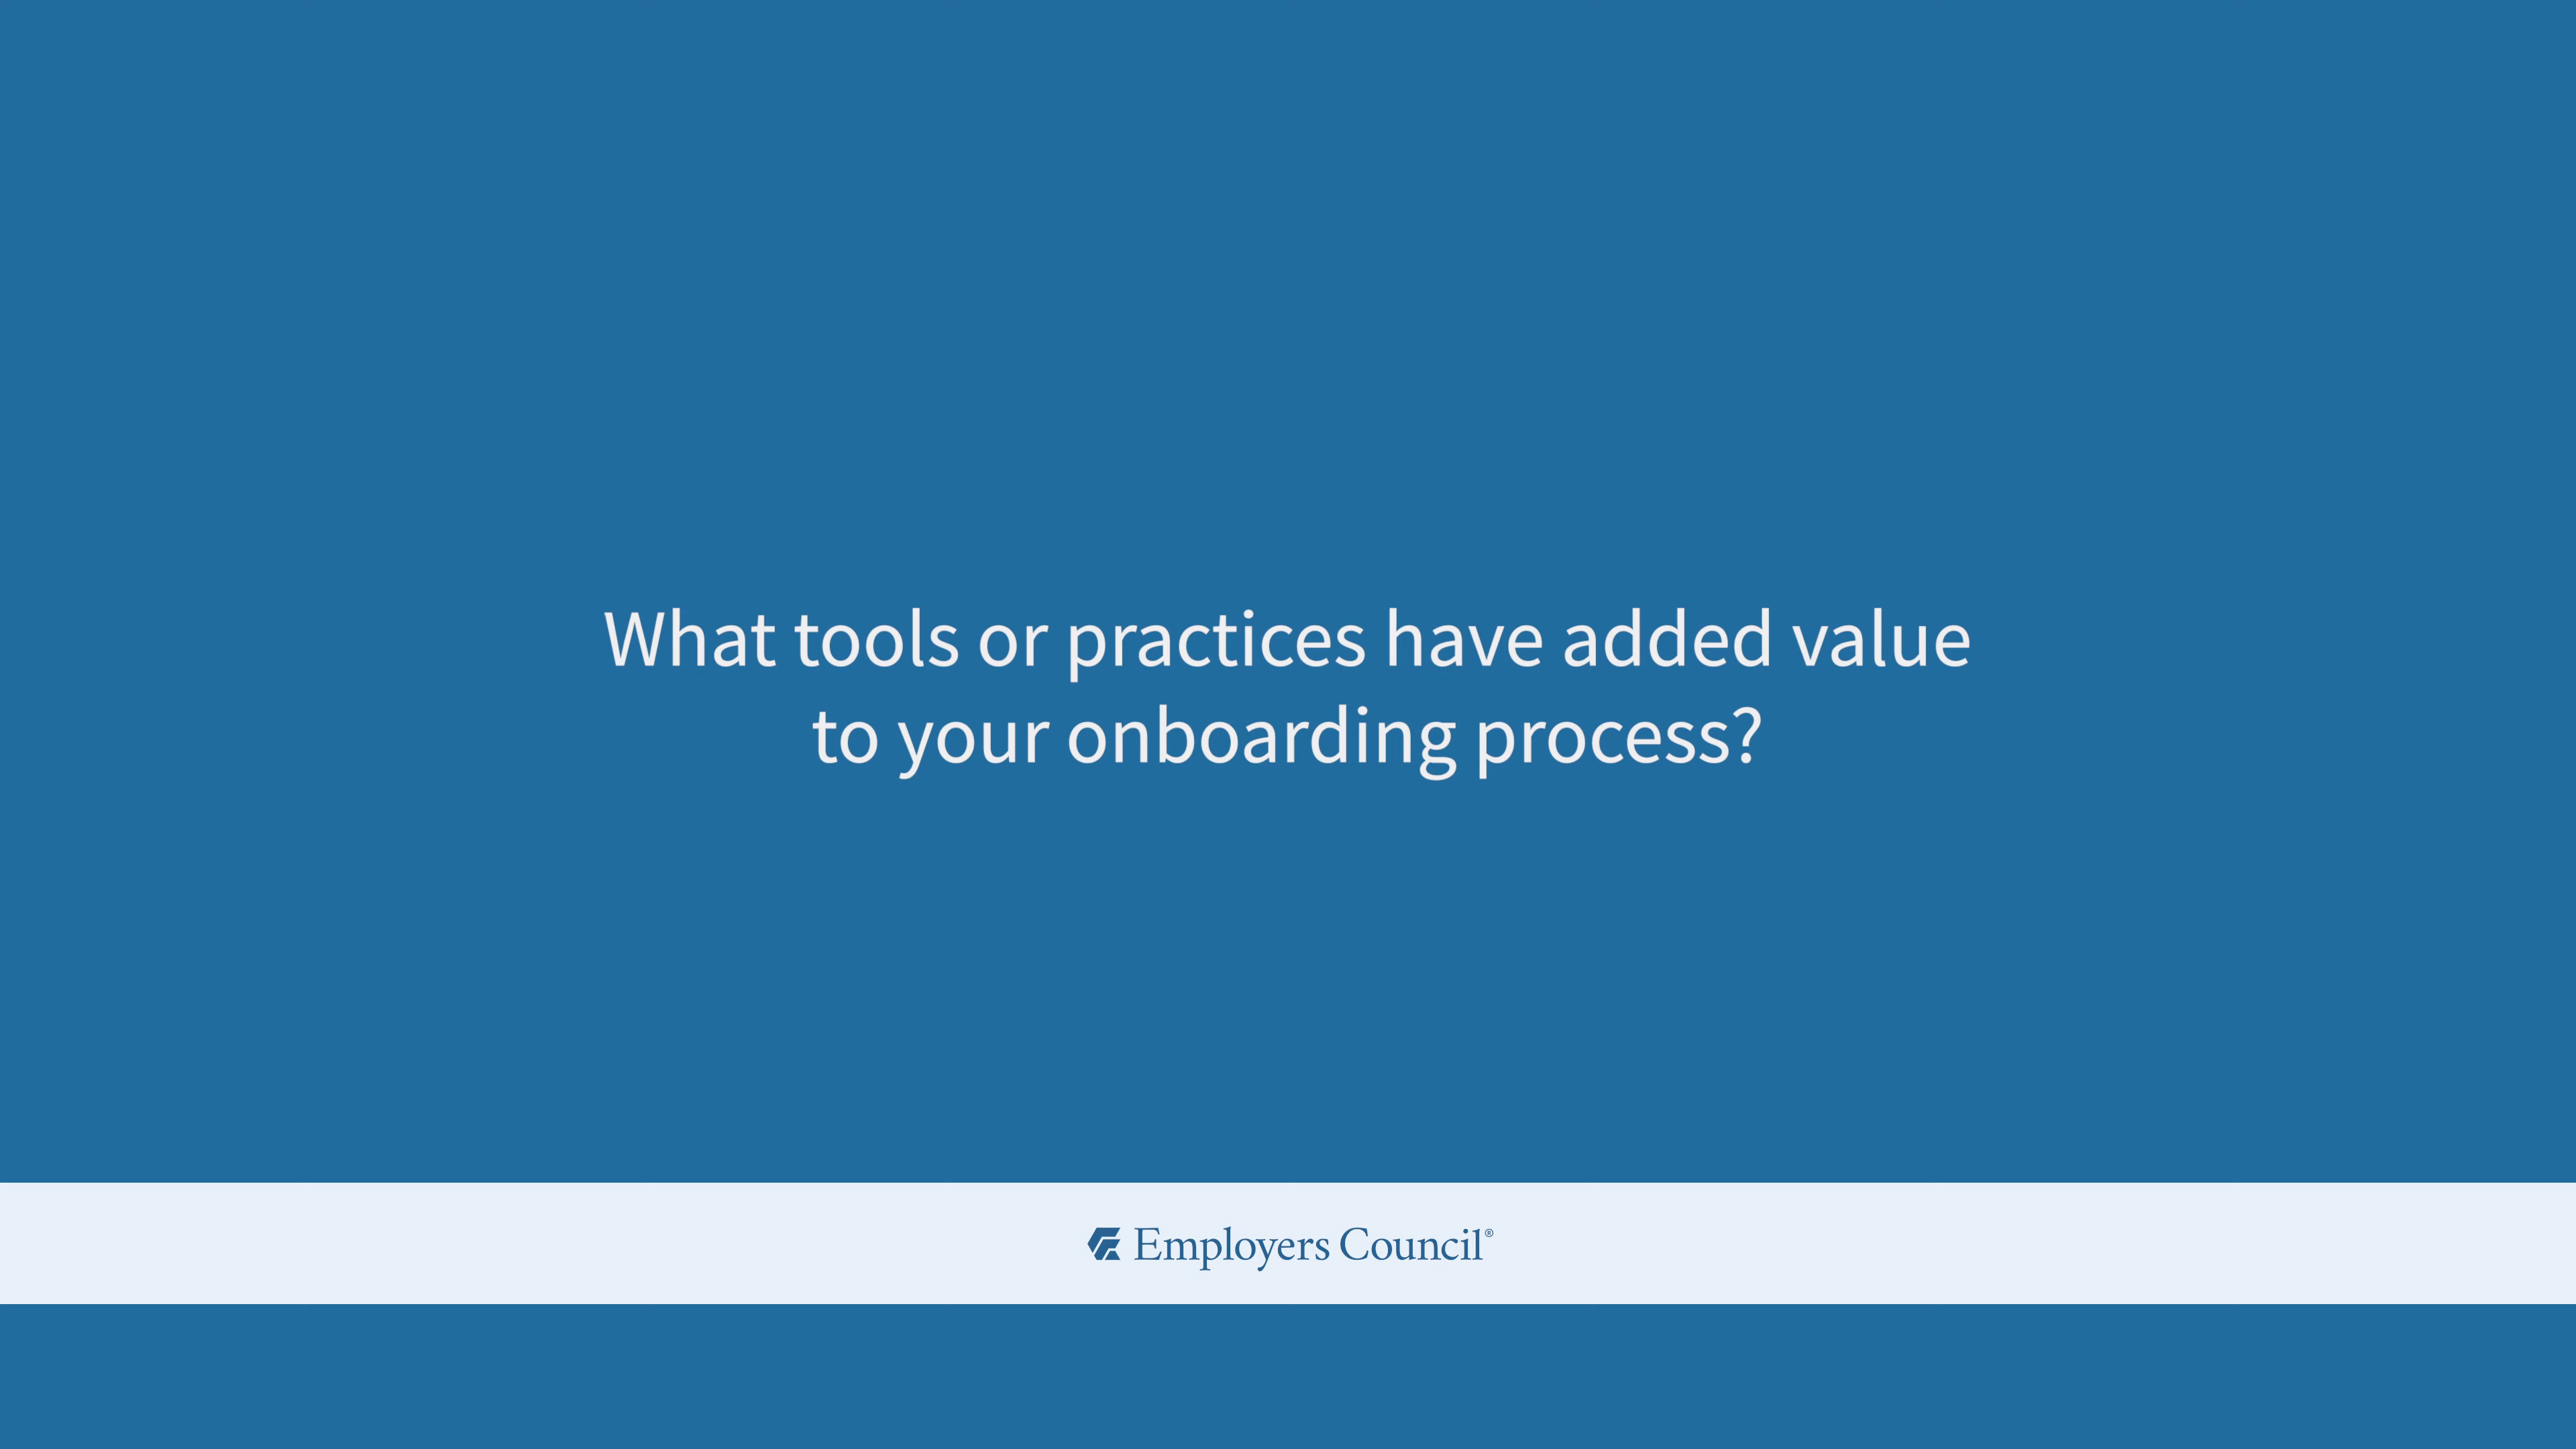 What tools or practices have added value
to your onboarding process?
Employers Council®